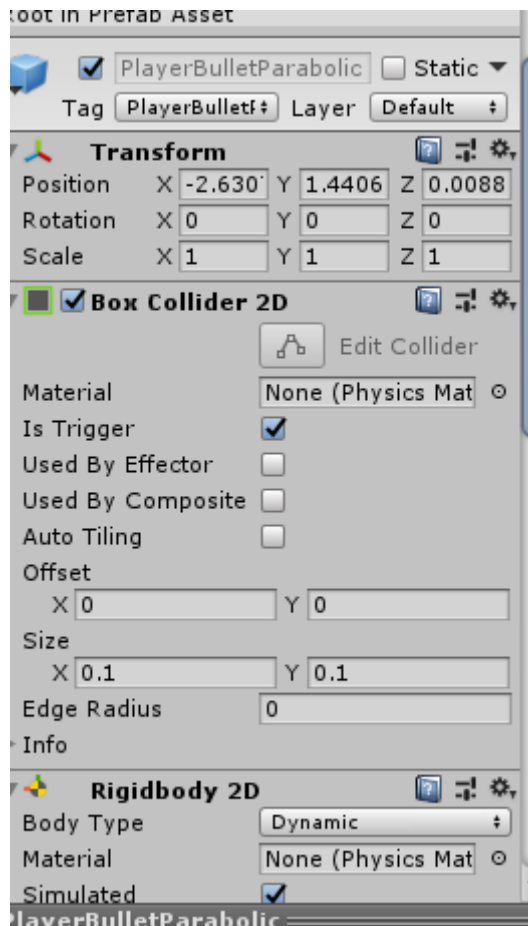 Root in Prefab Asset
PlayerBulletParabolic Static
Tag PlayerBullet Layer Default
Transform
Position X -2.630 Y 1.4406 Z 0.0088
Rotation X 0 Y 0 Z 0
Scale X 1 Y 1 Z 1
Box Collider 2D
Edit Collider
Material None (Physics Mat
Is Trigger
Used By Effector
Used By Composite
Auto Tiling
Offset
X 0 Y 0
Size
X 0.1 Y 0.1
Edge Radius 0
Info
Rigidbody 2D
Body Type Dynamic
Material None (Physics Mat
Simulated
PlayerBulletParabolic